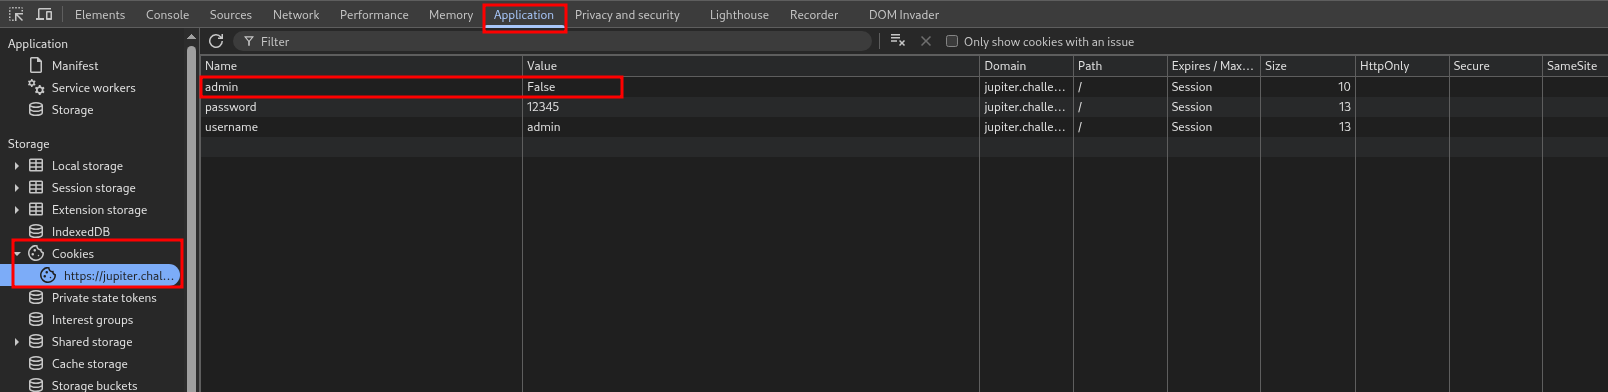 Elements Console Sources Network Performance Memory Application Privacy and security Lighthouse Recorder DOM Invader
Application
Manifest
Service workers
Storage
Storage
Local storage
Session storage
Extension storage
IndexedDB
Cookies
https://jupiter.chal...
Private state tokens
Interest groups
Shared storage
Cache storage
Storage buckets
Filter Only show cookies with an issue
Name Value Domain Path Expires / Max... Size HttpOnly Secure SameSite
admin False jupiter.challe... / Session 10
password 12345 jupiter.challe... / Session 13
username admin jupiter.challe... / Session 13